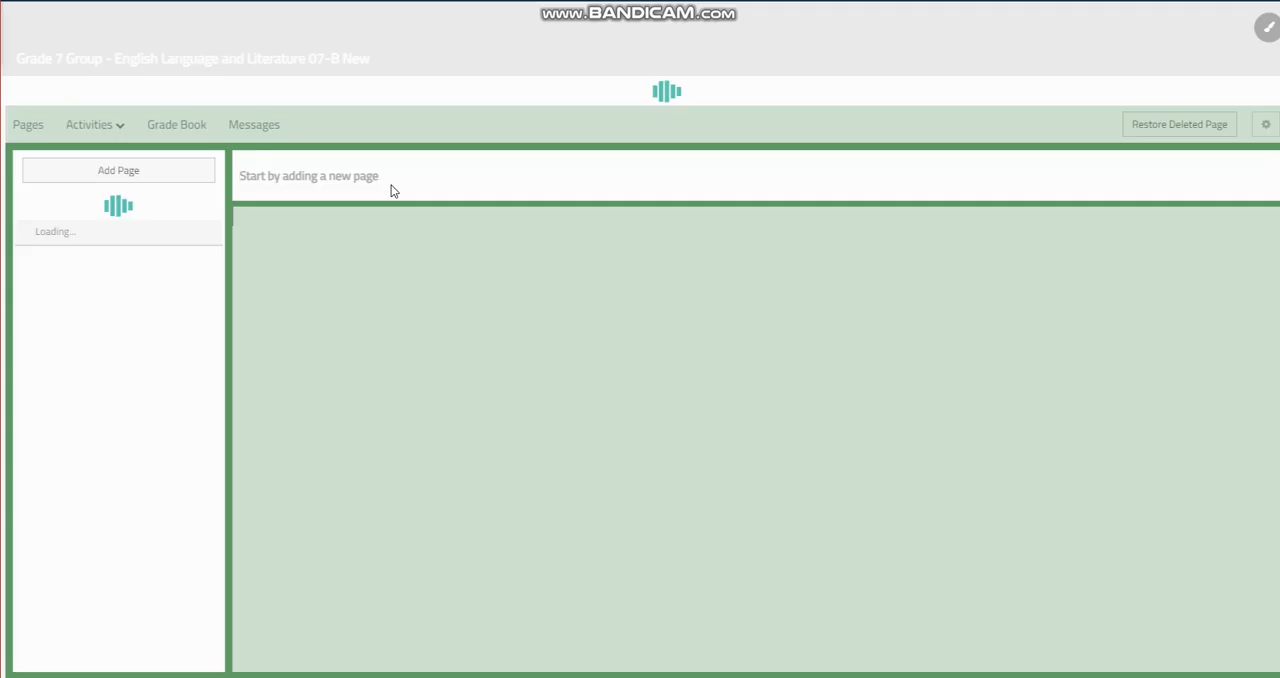 www.BANDICAM.com
Grade 7 Group - English Language and Literature 07-B New
Pages Activities Grade Book Messages Restore Deleted Page
Add Page
Start by adding a new page
Loading...